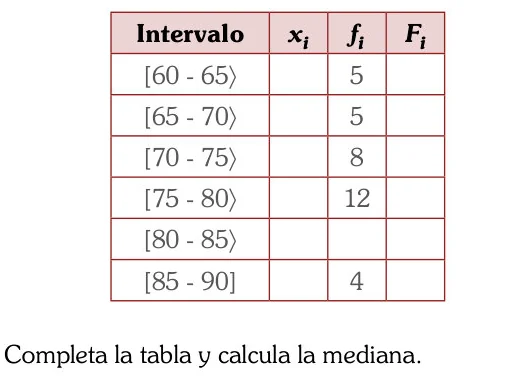 Intervalo x_i f_i F_i
[60 - 65⟩ 5
[65 - 70⟩ 5
[70 - 75⟩ 8
[75 - 80⟩ 12
[80 - 85⟩
[85 - 90] 4
Completa la tabla y calcula la mediana.